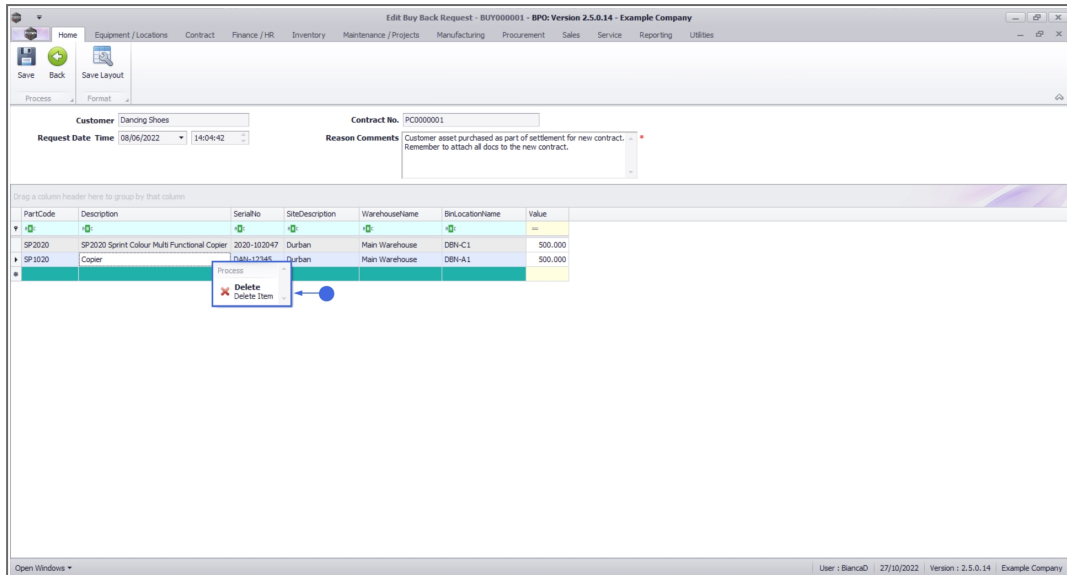 Edit Buy Back Request - BUY000001 - BPO: Version 2.5.0.14 - Example Company
Home Equipment / Locations Contract Finance / HR Inventory Maintenance / Projects Manufacturing Procurement Sales Service Reporting Utilities
Save Back Save Layout
Process Format
Customer Dancing Shoes Contract No. PC0000001
Request Date Time 08/06/2022 14:04:42 Reason Comments Customer asset purchased as part of settlement for new contract. *
Remember to attach all docs to the new contract.
Drag a column header here to group by that column
PartCode Description SerialNo SiteDescription WarehouseName BinLocationName Value
=
SP2020 SP2020 Sprint Colour Multi Functional Copier 2020-102047 Durban Main Warehouse DBN-C1 500.000
SP1020 Copier DAN-12345 Durban Main Warehouse DBN-A1 500.000
Process
Delete
Delete Item
Open Windows User : BiancaD 27/10/2022 Version : 2.5.0.14 Example Company